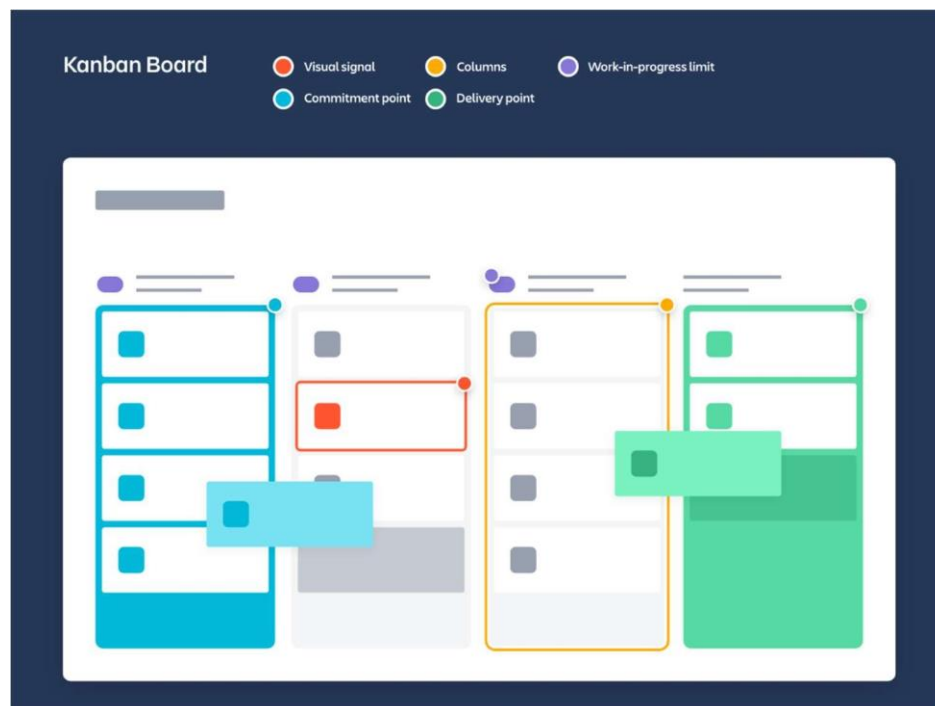 Kanban Board
Visual signal Columns Work-in-progress limit
Commitment point Delivery point